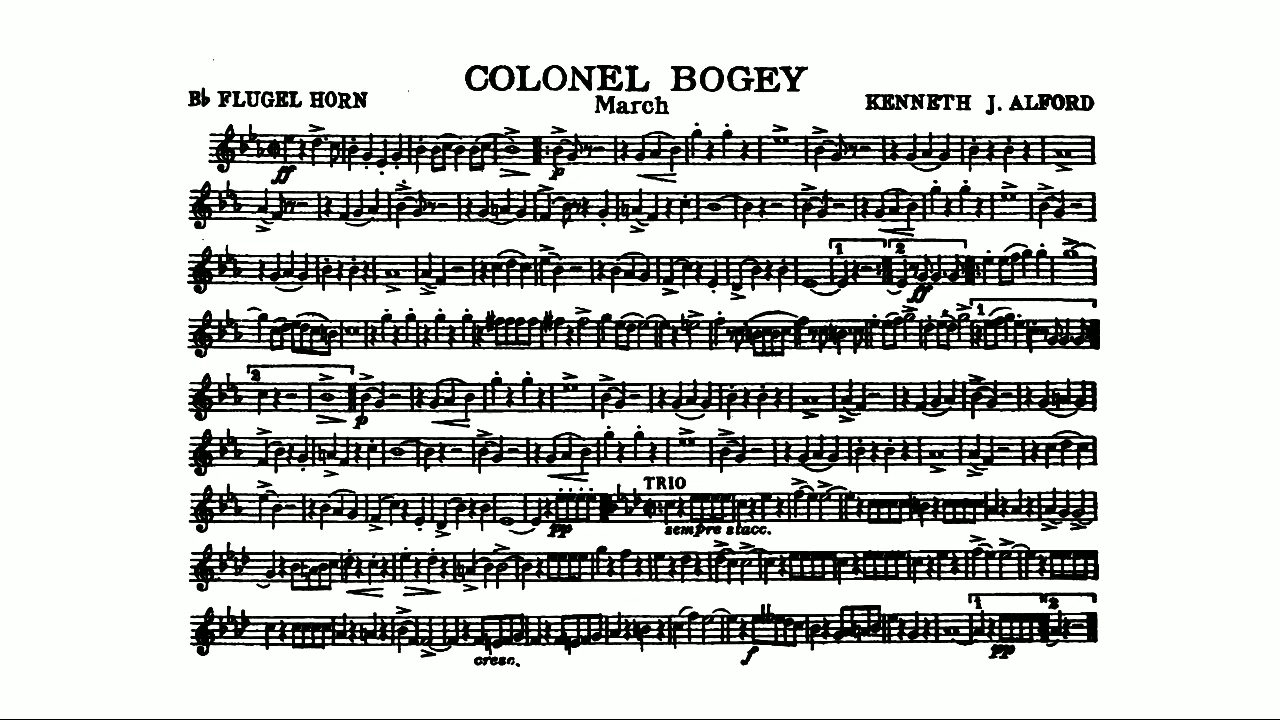 COLONEL BOGEY
B♭ FLUGEL HORN
March
KENNETH J. ALFORD
ff
p
1
2
ff
1
2
p
TRIO
pp
sempre stacc.
1
2
cresc.
f
pp